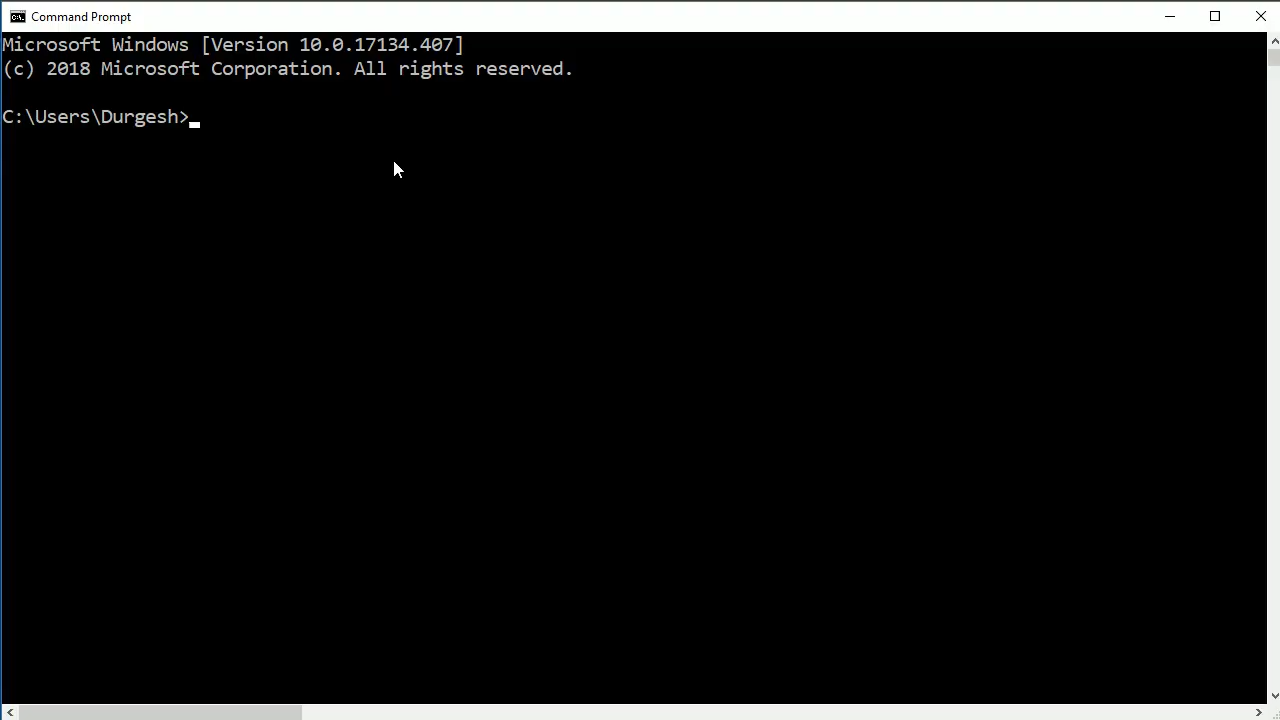 Command Prompt
Microsoft Windows [Version 10.0.17134.407]
(c) 2018 Microsoft Corporation. All rights reserved.
C:\Users\Durgesh>